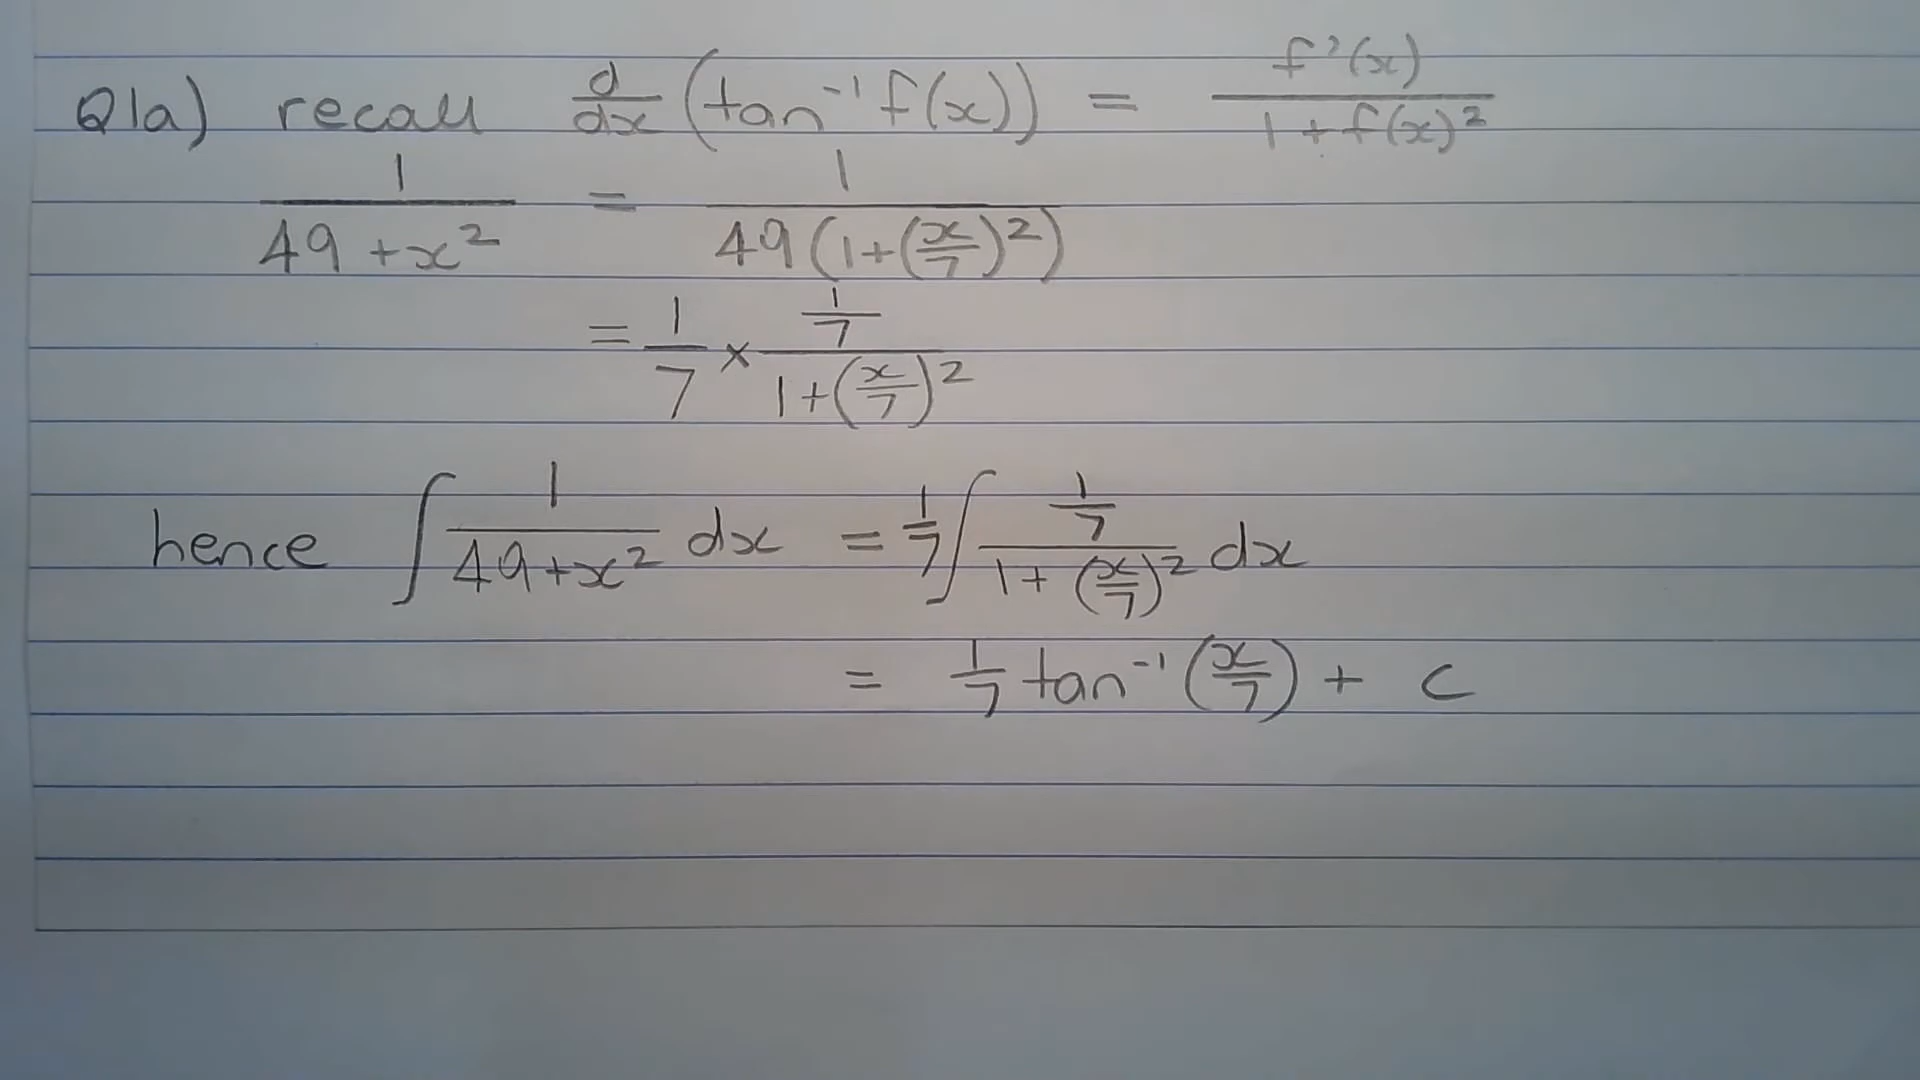 Q1a) recall d/dx (tan⁻¹ f(x)) = f'(x)/(1 + f(x)²)
1/(49 + x²) = 1/(49(1+(x/7)²))
= 1/7 × (1/7)/(1+(x/7)²)
hence ∫ 1/(49+x²) dx = 1/7 ∫ (1/7)/(1+(x/7)²) dx
= 1/7 tan⁻¹ (x/7) + c